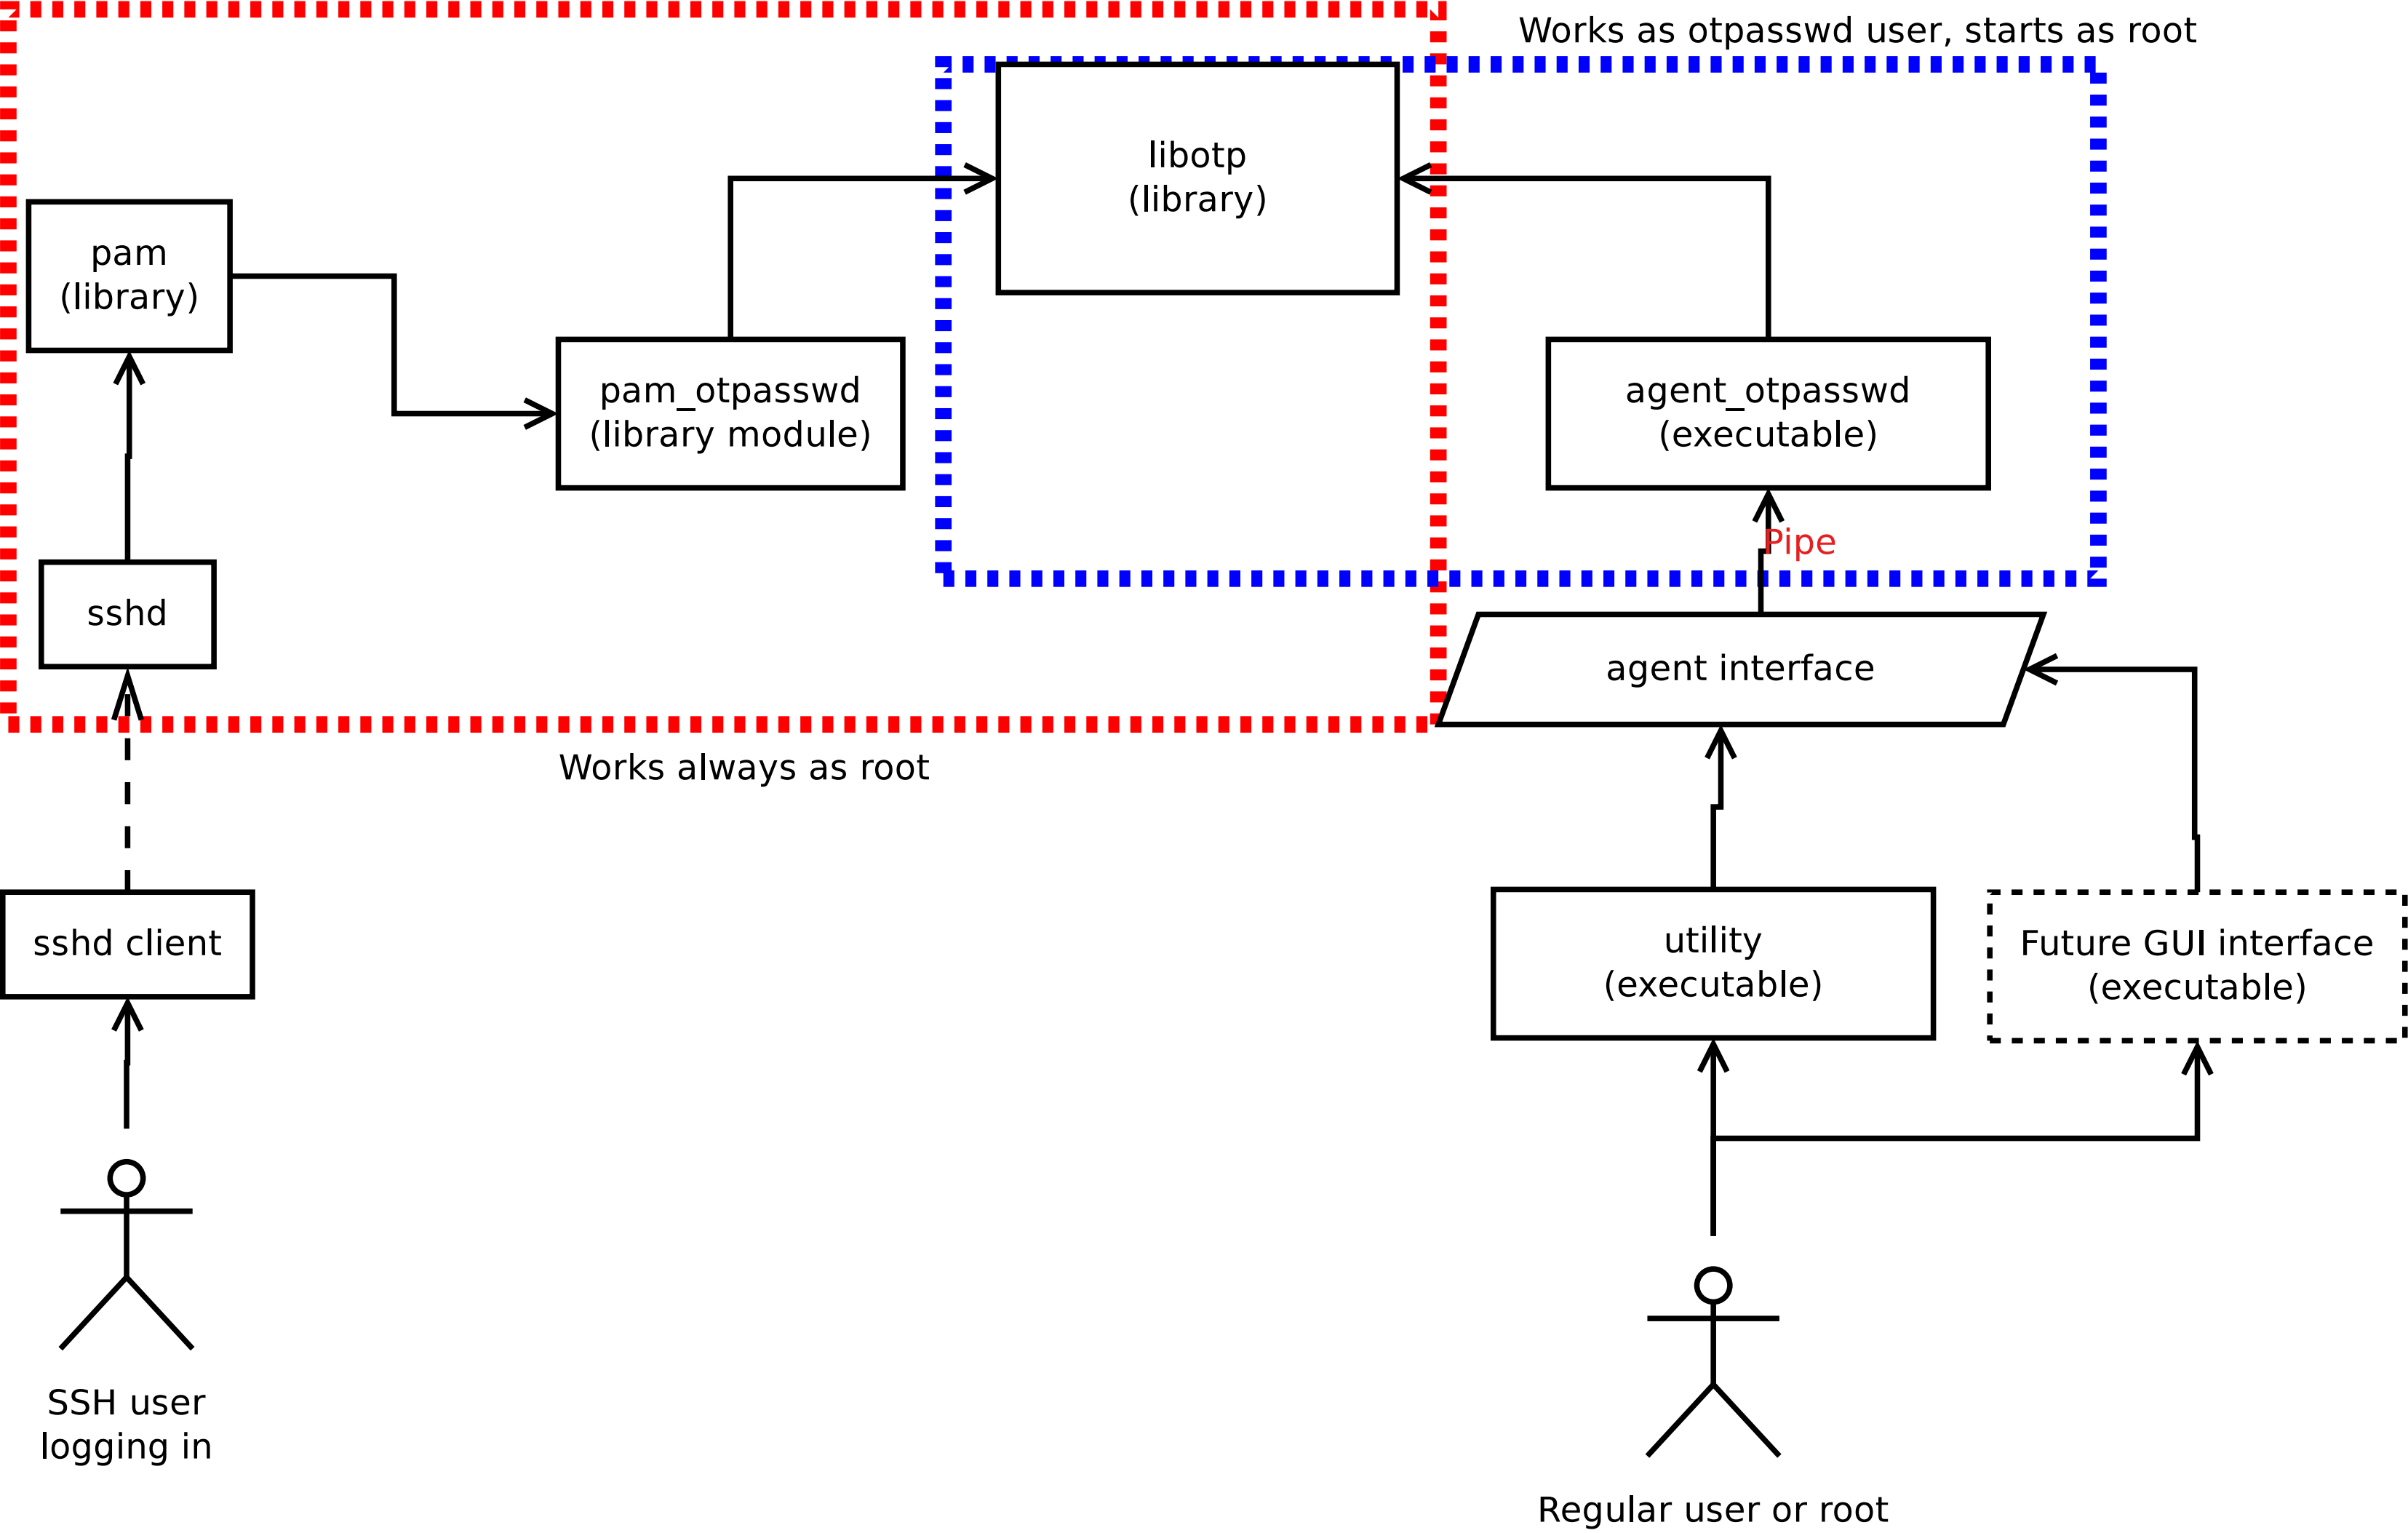 Works as otpasswd user, starts as root
libotp
(library)
pam
(library)
pam_otpasswd
(library module)
agent_otpasswd
(executable)
Pipe
sshd
agent interface
Works always as root
sshd client
utility
(executable)
Future GUI interface
(executable)
SSH user
logging in
Regular user or root